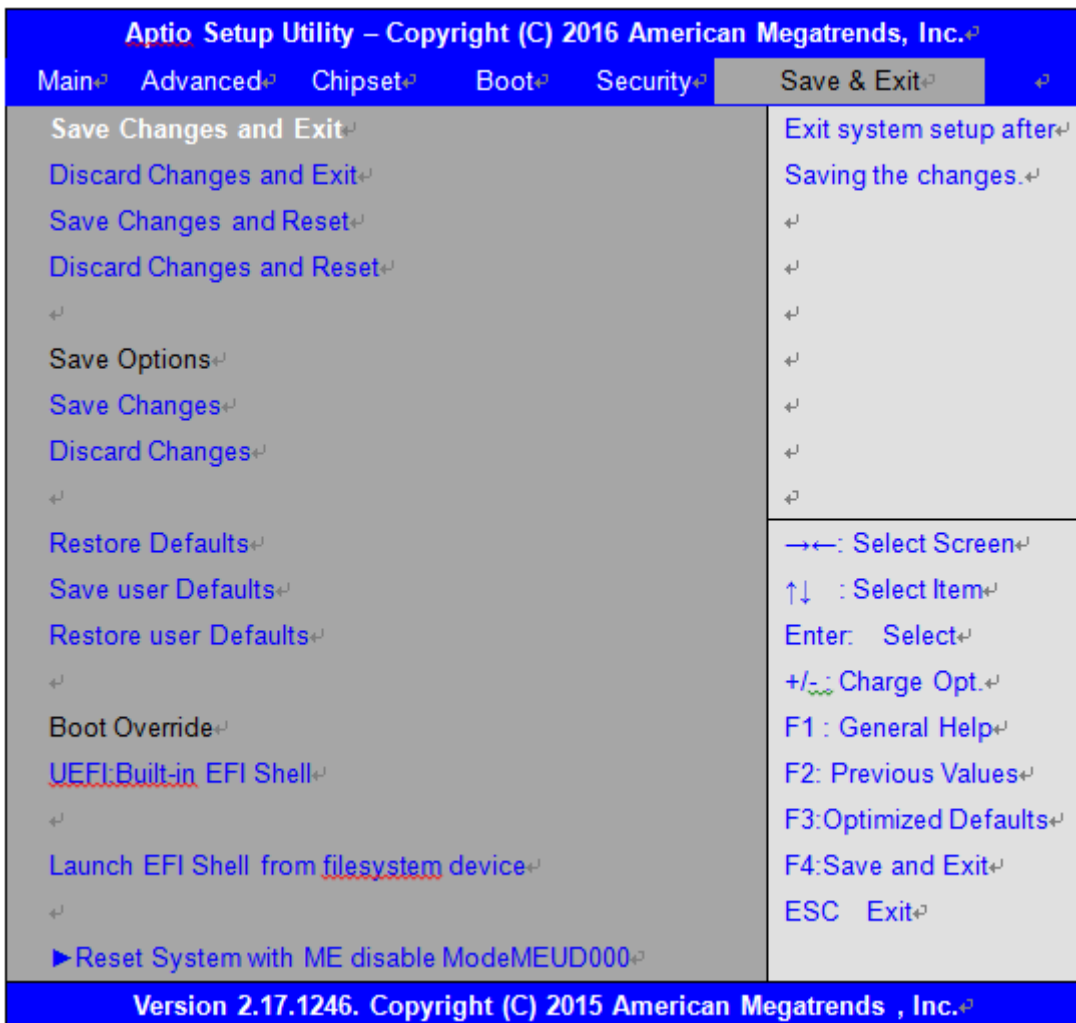 Aptio Setup Utility – Copyright (C) 2016 American Megatrends, Inc.
Main Advanced Chipset Boot Security Save & Exit
Save Changes and Exit
Discard Changes and Exit
Save Changes and Reset
Discard Changes and Reset
Save Options
Save Changes
Discard Changes
Restore Defaults
Save user Defaults
Restore user Defaults
Boot Override
UEFI:Built-in EFI Shell
Launch EFI Shell from filesystem device
►Reset System with ME disable ModeMEUD000
Exit system setup after
Saving the changes.
→←: Select Screen
↑↓ : Select Item
Enter: Select
+/- : Charge Opt.
F1 : General Help
F2: Previous Values
F3:Optimized Defaults
F4:Save and Exit
ESC Exit
Version 2.17.1246. Copyright (C) 2015 American Megatrends , Inc.